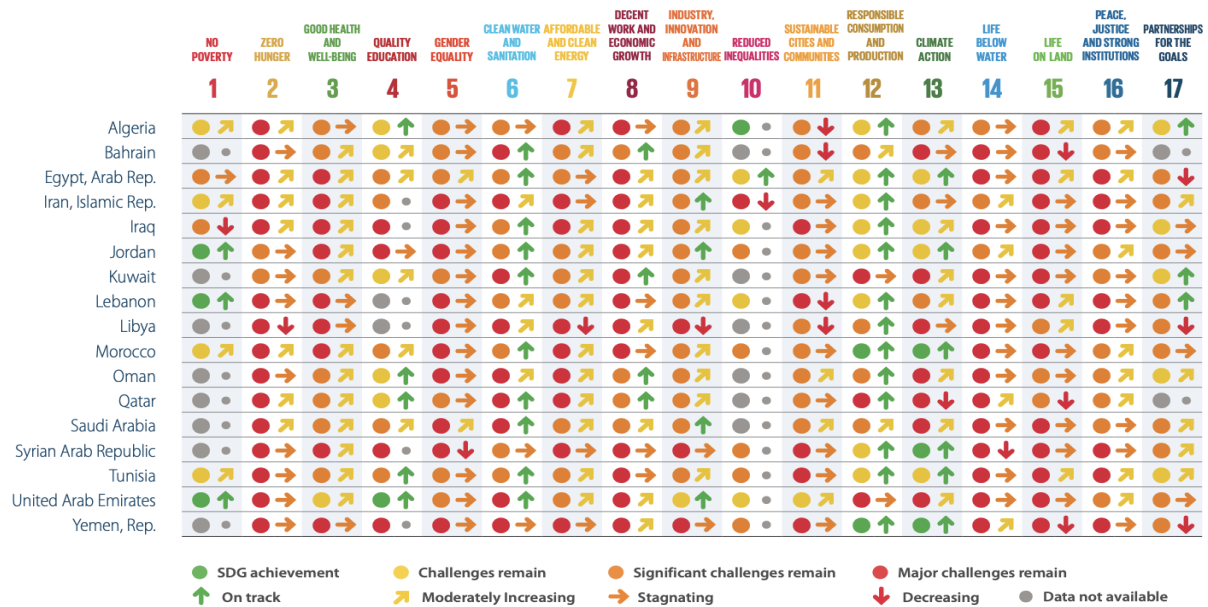 NO POVERTY
ZERO HUNGER
GOOD HEALTH AND WELL-BEING
QUALITY EDUCATION
GENDER EQUALITY
CLEAN WATER AND SANITATION
AFFORDABLE AND CLEAN ENERGY
DECENT WORK AND ECONOMIC GROWTH
INDUSTRY, INNOVATION AND INFRASTRUCTURE
REDUCED INEQUALITIES
SUSTAINABLE CITIES AND COMMUNITIES
RESPONSIBLE CONSUMPTION AND PRODUCTION
CLIMATE ACTION
LIFE BELOW WATER
LIFE ON LAND
PEACE, JUSTICE AND STRONG INSTITUTIONS
PARTNERSHIPS FOR THE GOALS
1 2 3 4 5 6 7 8 9 10 11 12 13 14 15 16 17
Algeria
Bahrain
Egypt, Arab Rep.
Iran, Islamic Rep.
Iraq
Jordan
Kuwait
Lebanon
Libya
Morocco
Oman
Qatar
Saudi Arabia
Syrian Arab Republic
Tunisia
United Arab Emirates
Yemen, Rep.
SDG achievement Challenges remain Significant challenges remain Major challenges remain
On track Moderately Increasing Stagnating Decreasing Data not available